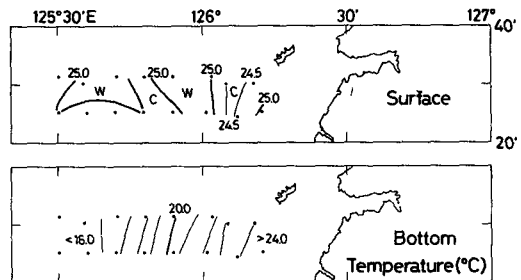 125°30′E 126° 30′ 127°
40′
25.0 25.0 25.0 24.5
W W C
C 25.0
Surface
24.5
20′
20.0
<16.0 >24.0
Bottom
Temperature(°C)